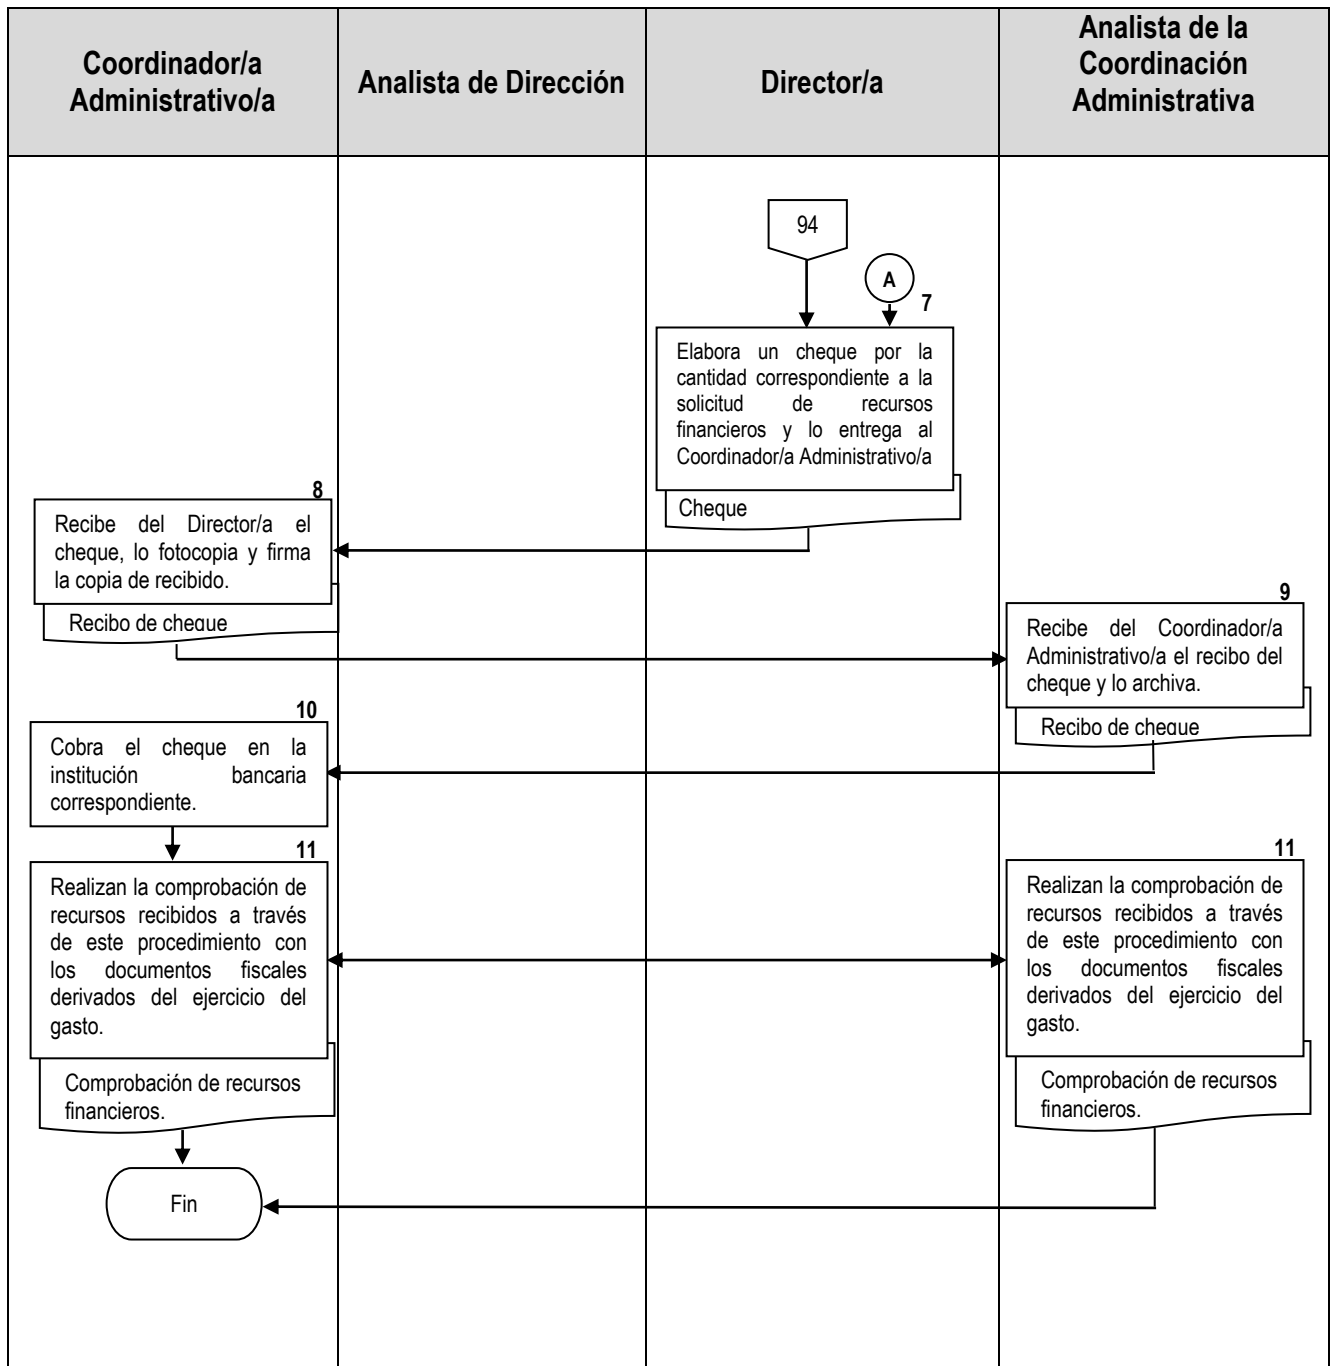 Coordinador/a
Administrativo/a
Analista de Dirección
Director/a
Analista de la
Coordinación
Administrativa
94
A
7
Elabora un cheque por la
cantidad correspondiente a la
solicitud de recursos
financieros y lo entrega al
Coordinador/a Administrativo/a
Cheque
8
Recibe del Director/a el
cheque, lo fotocopia y firma
la copia de recibido.
Recibo de cheque
9
Recibe del Coordinador/a
Administrativo/a el recibo del
cheque y lo archiva.
Recibo de cheque
10
Cobra el cheque en la
institución bancaria
correspondiente.
11
Realizan la comprobación de
recursos recibidos a través
de este procedimiento con
los documentos fiscales
derivados del ejercicio del
gasto.
Comprobación de recursos
financieros.
11
Realizan la comprobación de
recursos recibidos a través
de este procedimiento con
los documentos fiscales
derivados del ejercicio del
gasto.
Comprobación de recursos
financieros.
Fin